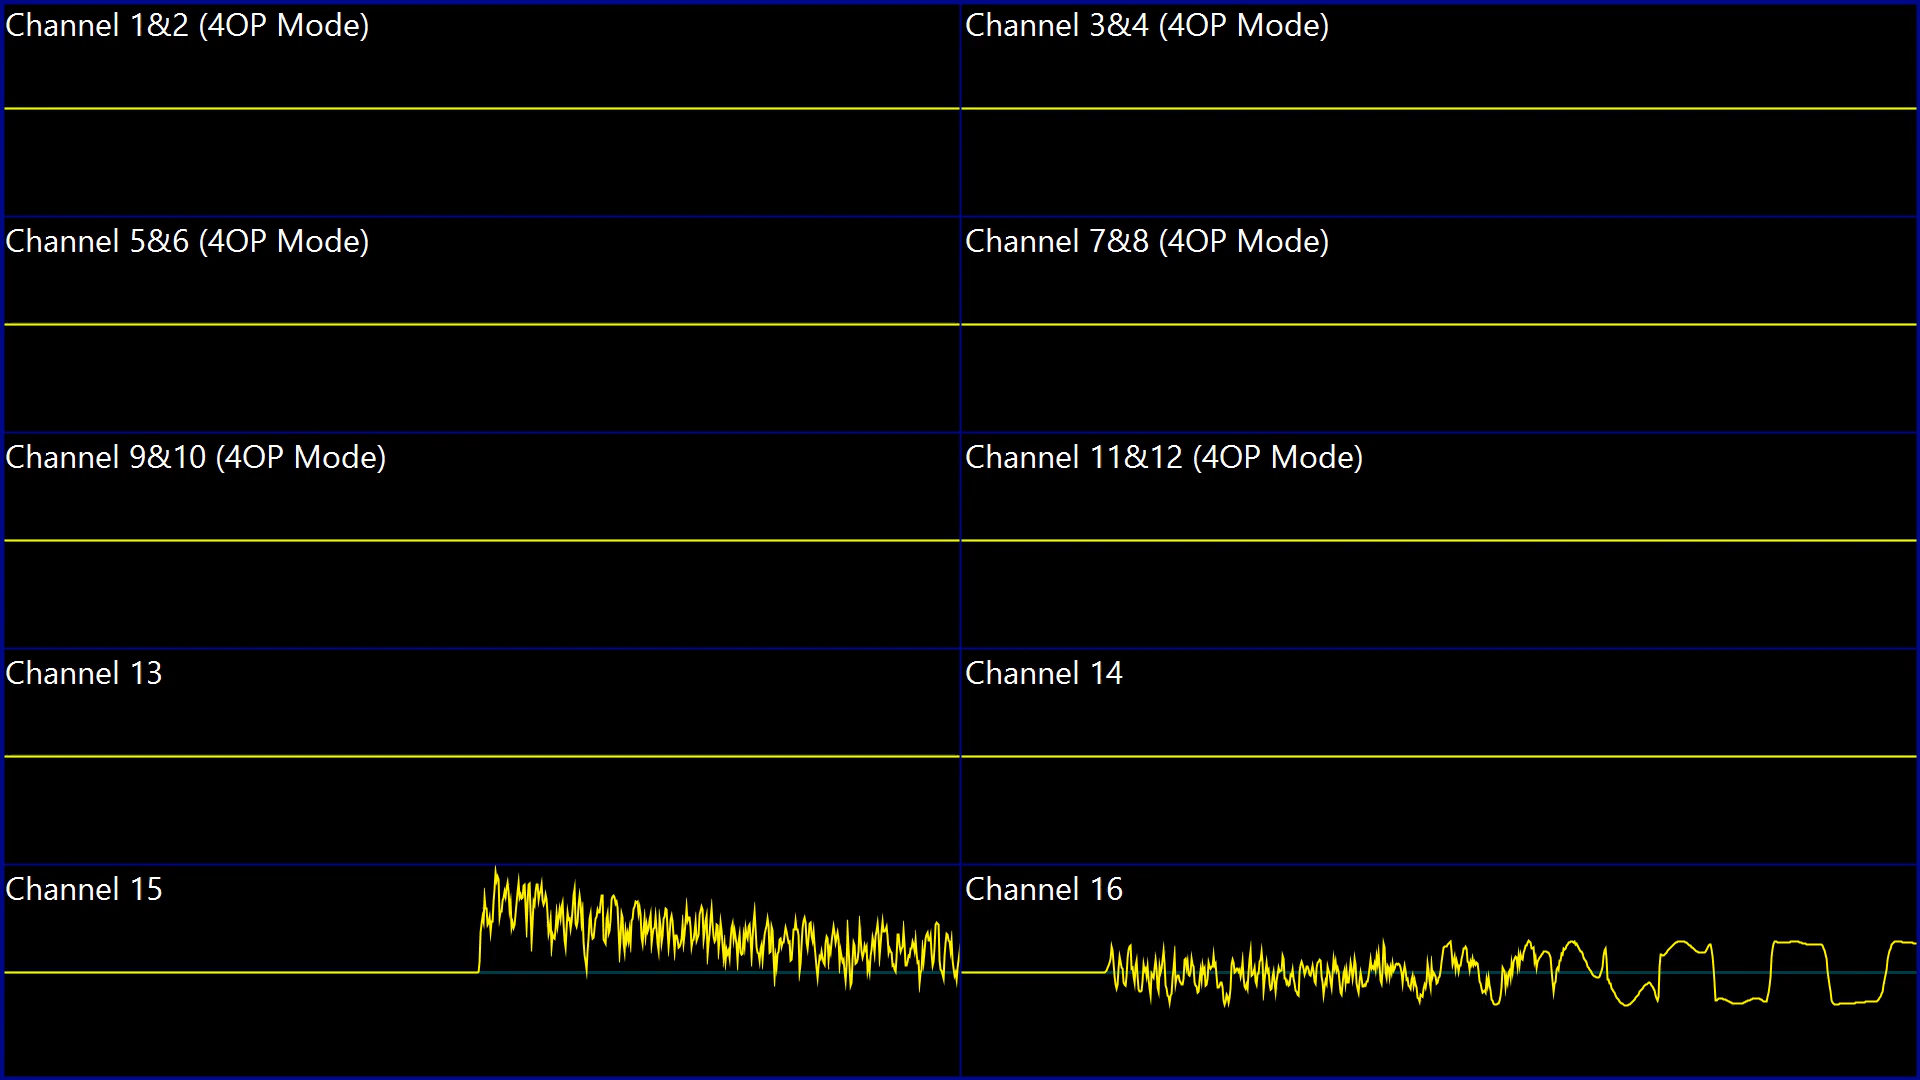 Channel 1&2 (4OP Mode)
Channel 3&4 (4OP Mode)
Channel 5&6 (4OP Mode)
Channel 7&8 (4OP Mode)
Channel 9&10 (4OP Mode)
Channel 11&12 (4OP Mode)
Channel 13
Channel 14
Channel 15
Channel 16